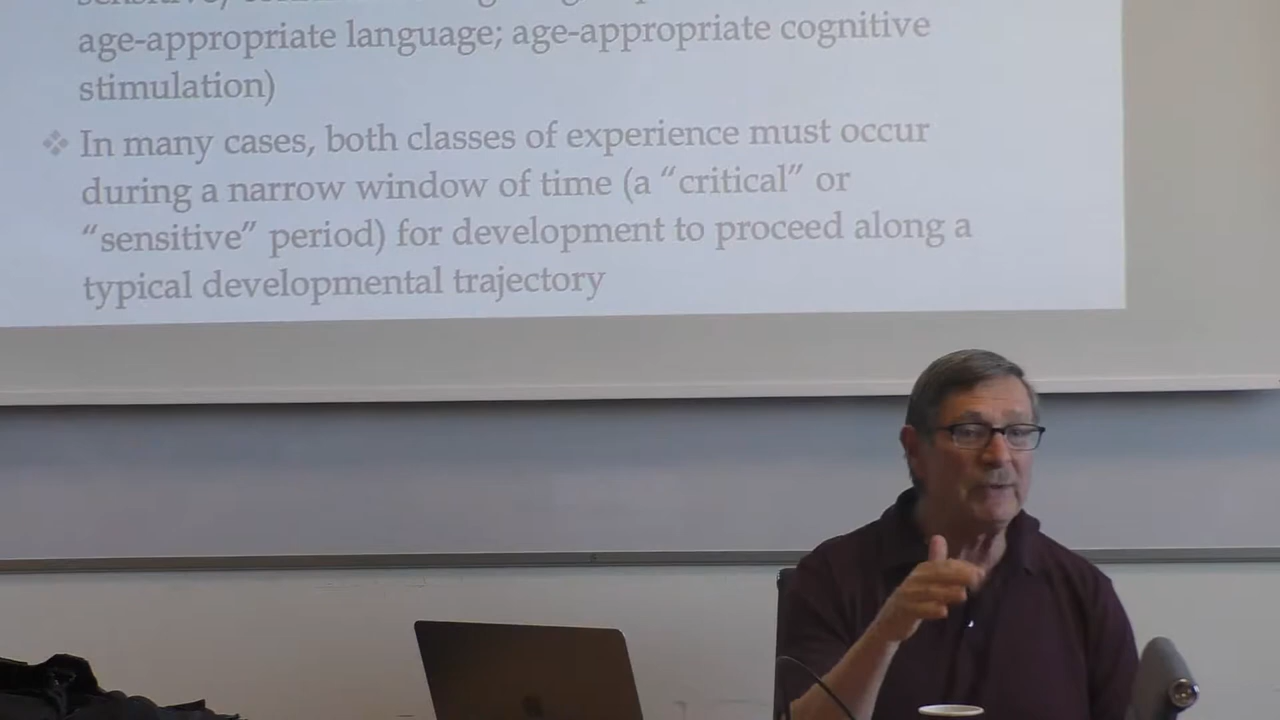 age-appropriate language; age-appropriate cognitive
stimulation)
In many cases, both classes of experience must occur
during a narrow window of time (a “critical” or
“sensitive” period) for development to proceed along a
typical developmental trajectory